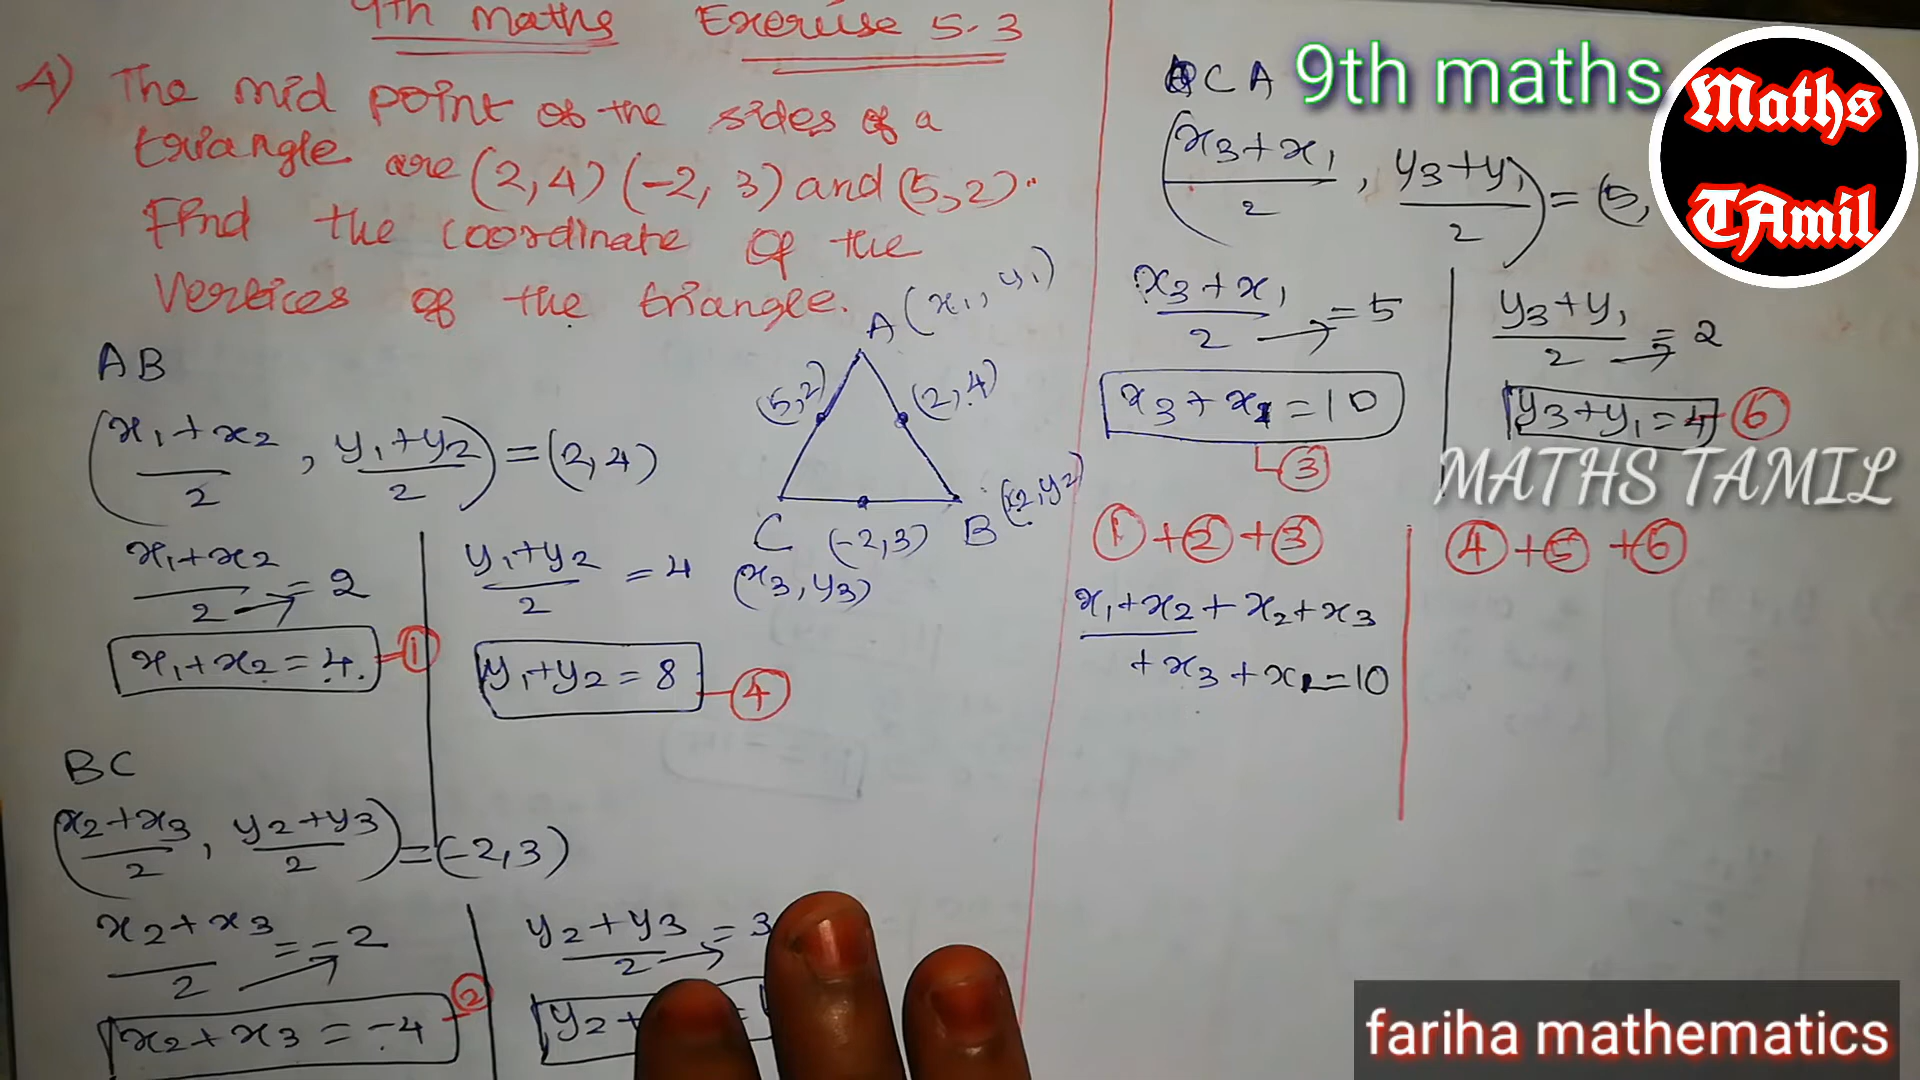 9th maths Exercise 5.3
4) The mid point of the sides of a
triangle are (2,4) (-2, 3) and (5,2).
Find the coordinate of the
vertices of the triangle.
A (x₁, y₁)
(5,2) (2,4)
C (-2,3) B (x₂,y₂)
(x₃, y₃)
AB
(x₁+x₂/2 , y₁+y₂/2) = (2,4)
x₁+x₂/2 = 2
y₁+y₂/2 = 4
x₁+x₂ = 4. ①
y₁+y₂ = 8 ④
BC
(x₂+x₃/2 , y₂+y₃/2) = (-2,3)
x₂+x₃/2 = -2
y₂+y₃/2 = 3
x₂+x₃ = -4 ②
y₂+
CA
(x₃+x₁/2 , y₃+y₁/2) = (5,
x₃+x₁/2 = 5
y₃+y₁/2 = 2
x₃+x₁ = 10 ③
y₃+y₁ = 4 ⑥
①+②+③
④+⑤+⑥
x₁+x₂+x₂+x₃
+x₃+x₁=10
9th maths
Maths
TAmil
MATHS TAMIL
fariha mathematics